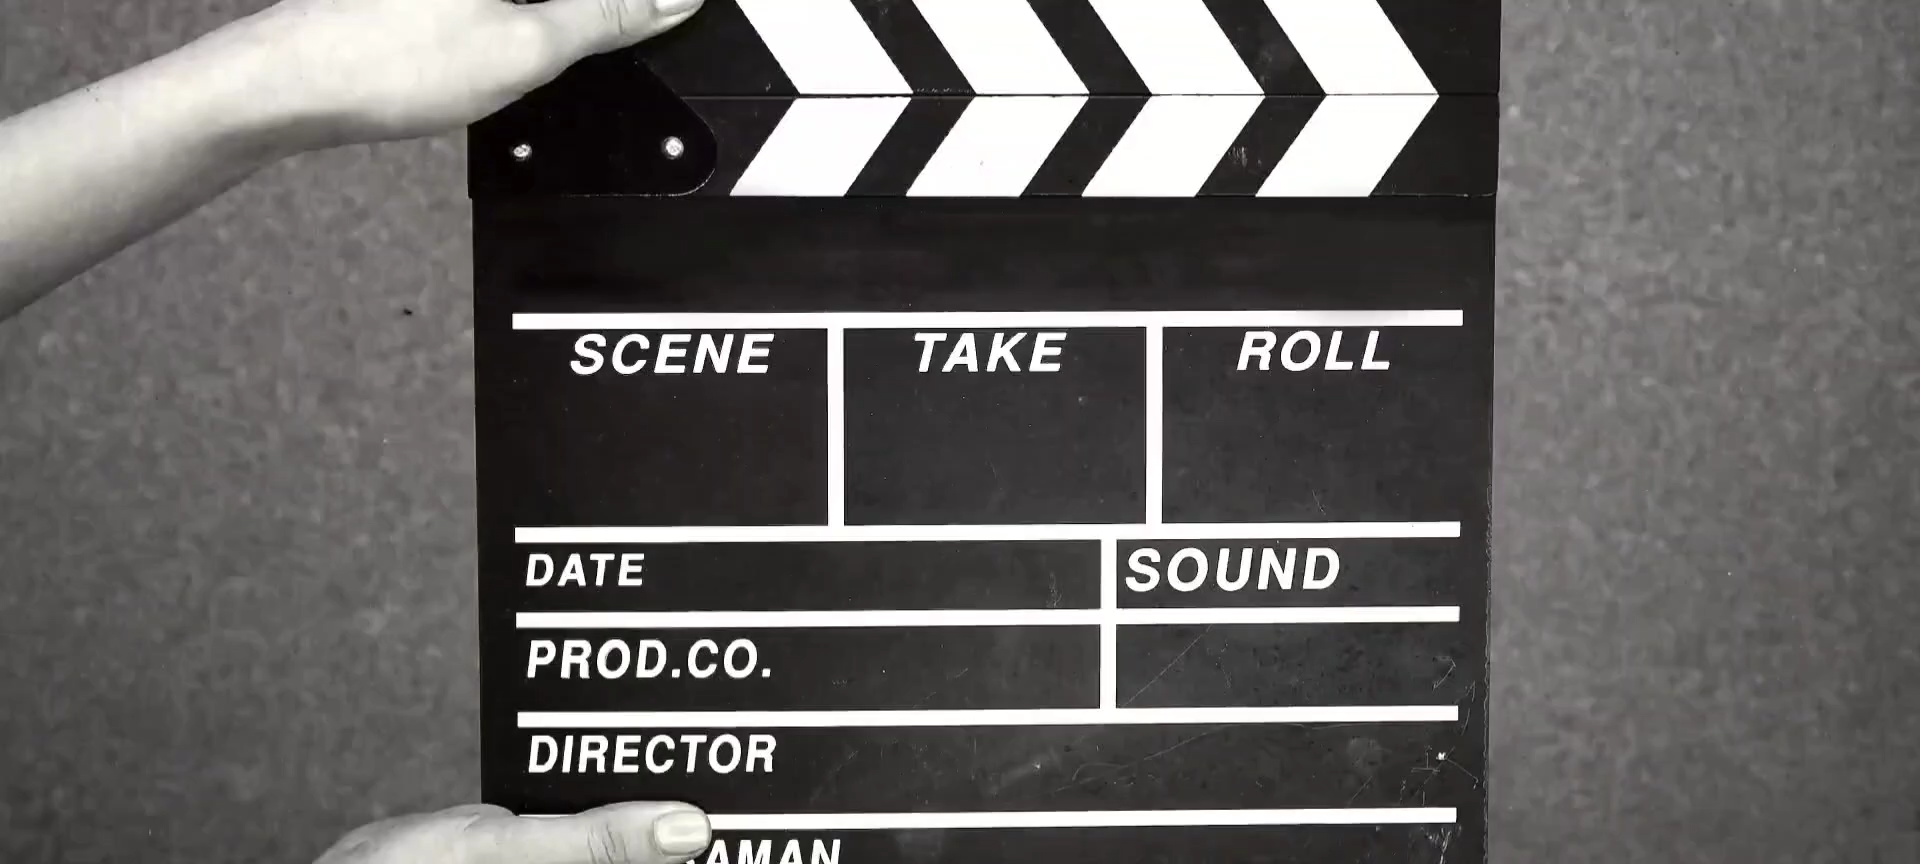 SCENE TAKE ROLL
DATE SOUND
PROD.CO.
DIRECTOR